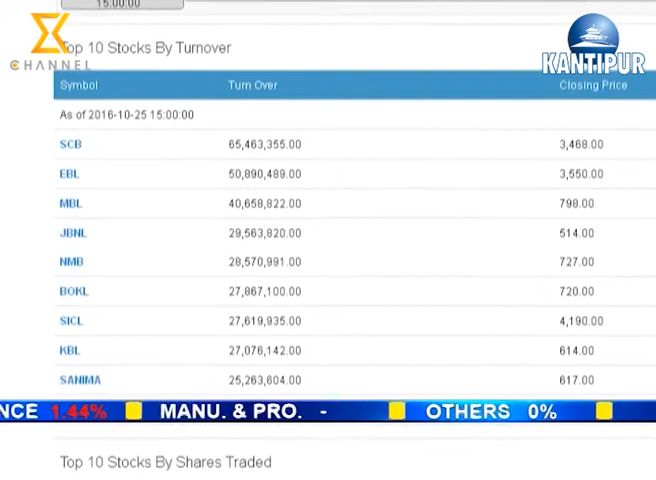 15:00:00
Top 10 Stocks By Turnover
CHANNEL
KANTIPUR
Symbol Turn Over Closing Price
As of 2016-10-25 15:00:00
SCB 65,463,355.00 3,468.00
EBL 50,890,489.00 3,550.00
MBL 40,658,822.00 798.00
JBNL 29,563,820.00 514.00
NMB 28,570,991.00 727.00
BOKL 27,867,100.00 720.00
SICL 27,619,935.00 4,190.00
KBL 27,076,142.00 614.00
SANIMA 25,263,604.00 617.00
NCE 1.44% MANU. & PRO. - OTHERS 0%
Top 10 Stocks By Shares Traded